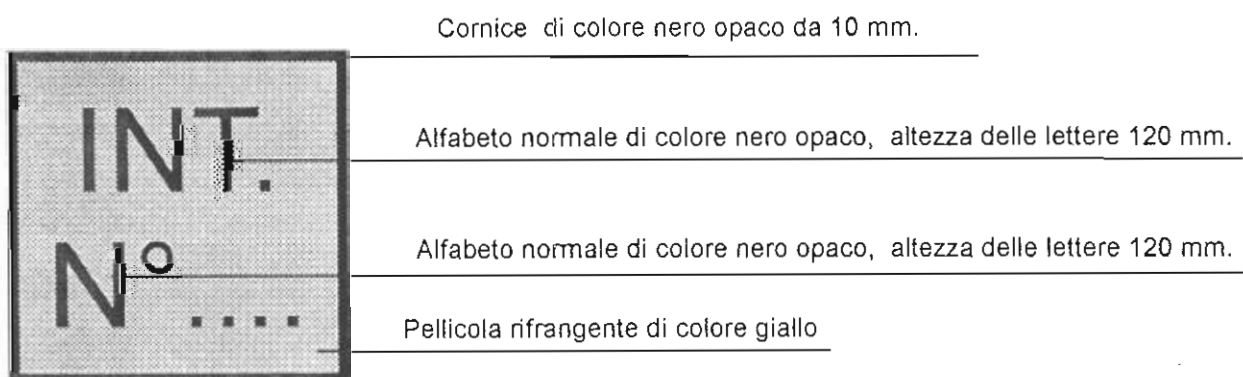 Cornice di colore nero opaco da 10 mm.
INT.
Alfabeto normale di colore nero opaco, altezza delle lettere 120 mm.
N° ....
Alfabeto normale di colore nero opaco, altezza delle lettere 120 mm.
Pellicola rifrangente di colore giallo